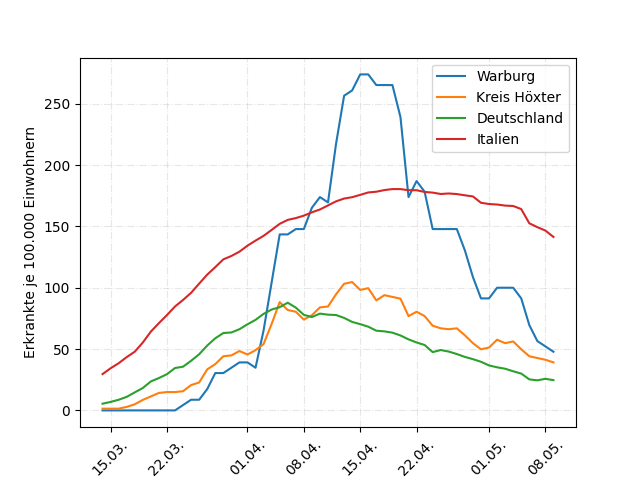 Erkrankte je 100.000 Einwohnern
250
200
150
100
50
0
15.03.
22.03.
01.04.
08.04.
15.04.
22.04.
01.05.
08.05.
Warburg
Kreis Höxter
Deutschland
Italien